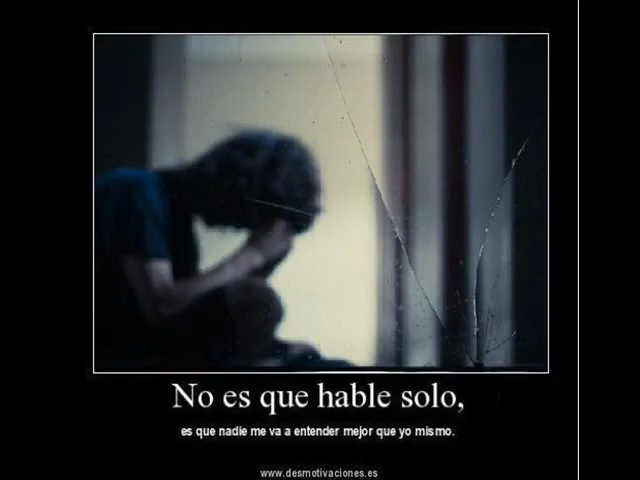 No es que hable solo,
es que nadie me va a entender mejor que yo mismo.
www.desmotivaciones.es